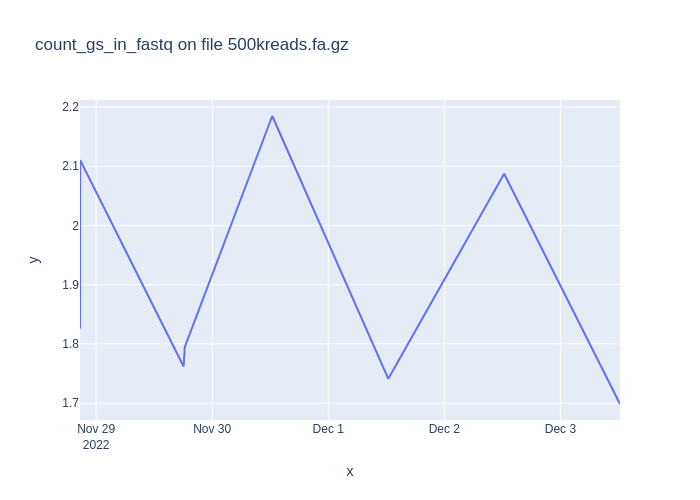 count_gs_in_fastq on file 500kreads.fa.gz
2.2
2.1
2
1.9
1.8
1.7
y
Nov 29
2022
Nov 30
Dec 1
Dec 2
Dec 3
x